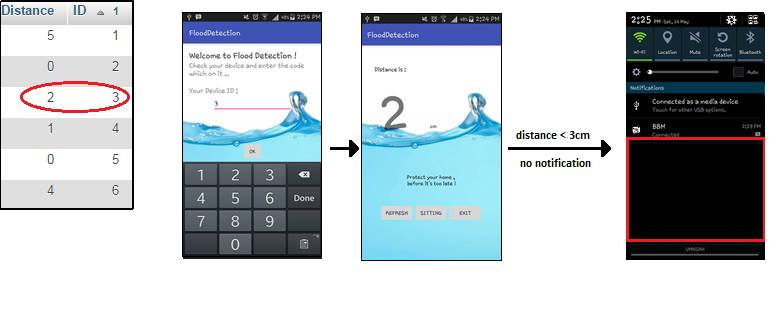 Distance ID 1
5 1
0 2
2 3
1 4
0 5
4 6
2:24 PM
FloodDetection
Welcome to Flood Detection !
Check your device and enter the code
which on it ...
Your Device ID :
3
OK
1 2 3
4 5 6 Done
7 8 9
0
2:24 PM
FloodDetection
Distance is :
2 cm
Protect your home ,
before it's too late !
REFRESH SITTING EXIT
distance < 3cm
no notification
2:25 PM Sat, 14 May
Wi-Fi Location Mute Screen rotation Bluetooth
Auto
Notifications
Connected as a media device
Touch for other USB options.
BBM 2:39 PM
Connected
UMNIAH